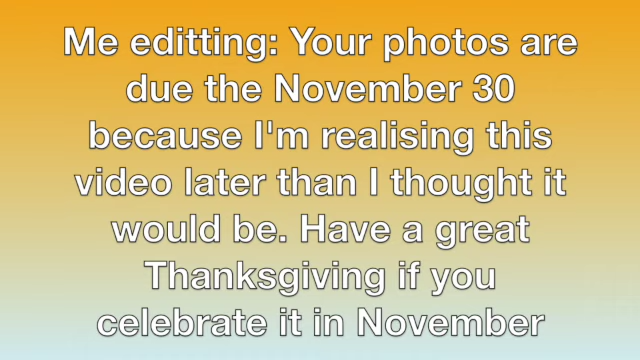 Me editting: Your photos are
due the November 30
because I'm realising this
video later than I thought it
would be. Have a great
Thanksgiving if you
celebrate it in November